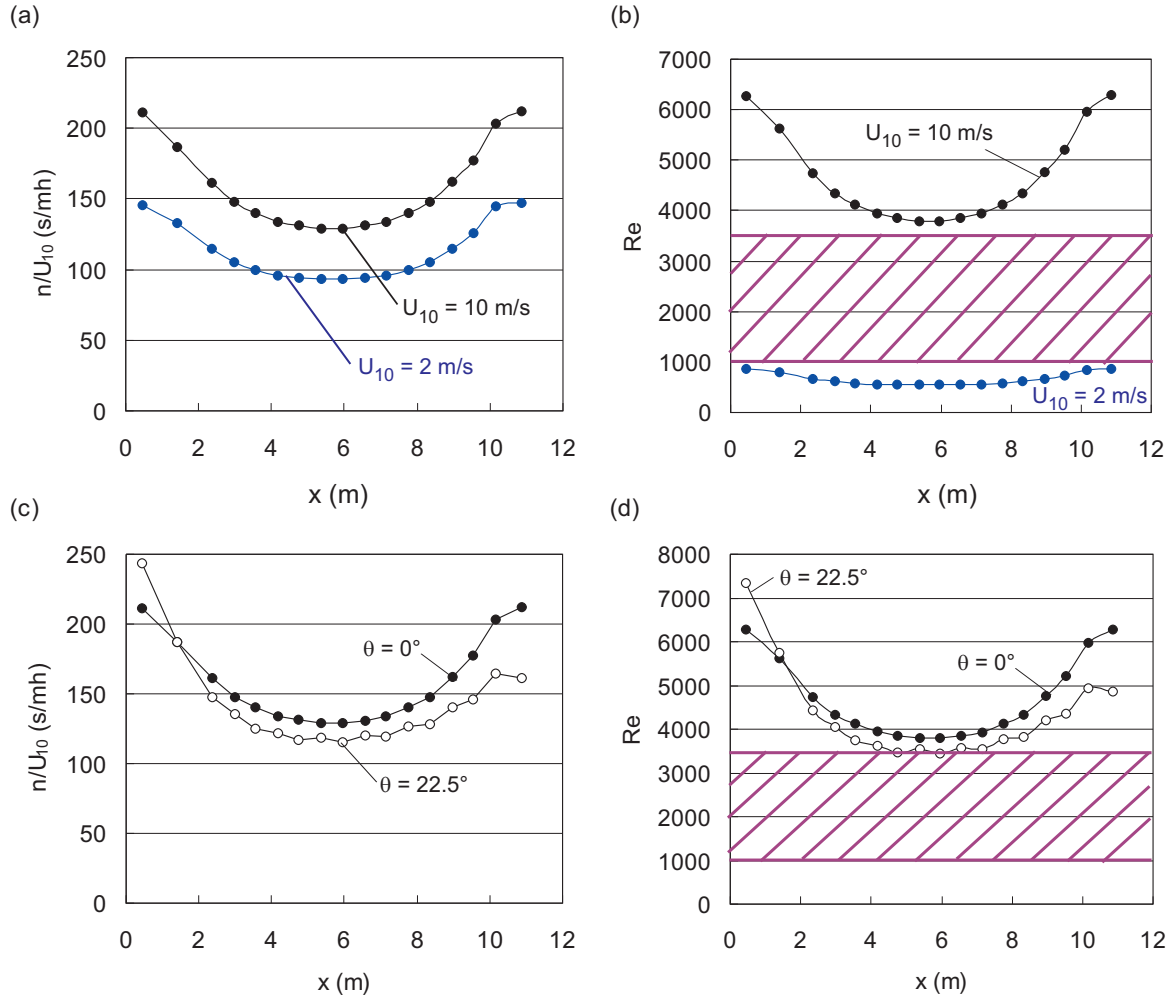 (a)
n/U10 (s/mh)
250
200
150
100
50
0
0 2 4 6 8 10 12
x (m)
U10 = 10 m/s
U10 = 2 m/s
(b)
Re
7000
6000
5000
4000
3000
2000
1000
0
0 2 4 6 8 10 12
x (m)
U10 = 10 m/s
U10 = 2 m/s
(c)
n/U10 (s/mh)
250
200
150
100
50
0
0 2 4 6 8 10 12
x (m)
θ = 0°
θ = 22.5°
(d)
Re
8000
7000
6000
5000
4000
3000
2000
1000
0
0 2 4 6 8 10 12
x (m)
θ = 22.5°
θ = 0°